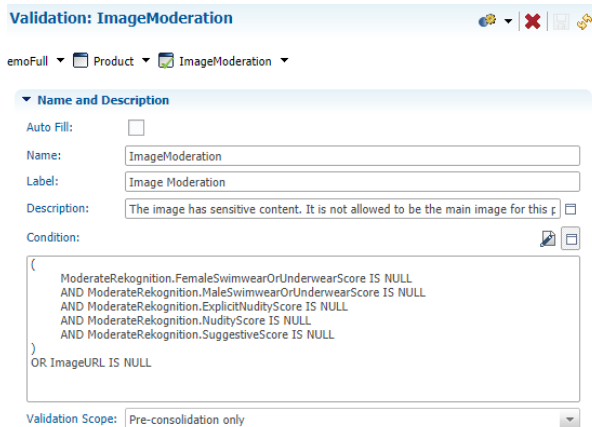 Validation: ImageModeration
emoFull Product ImageModeration
Name and Description
Auto Fill:
Name: ImageModeration
Label: Image Moderation
Description: The image has sensitive content. It is not allowed to be the main image for this
Condition:
(
ModerateRekognition.FemaleSwimwearOrUnderwearScore IS NULL
AND ModerateRekognition.MaleSwimwearOrUnderwearScore IS NULL
AND ModerateRekognition.ExplicitNudityScore IS NULL
AND ModerateRekognition.NudityScore IS NULL
AND ModerateRekognition.SuggestiveScore IS NULL
)
OR ImageURL IS NULL
Validation Scope: Pre-consolidation only